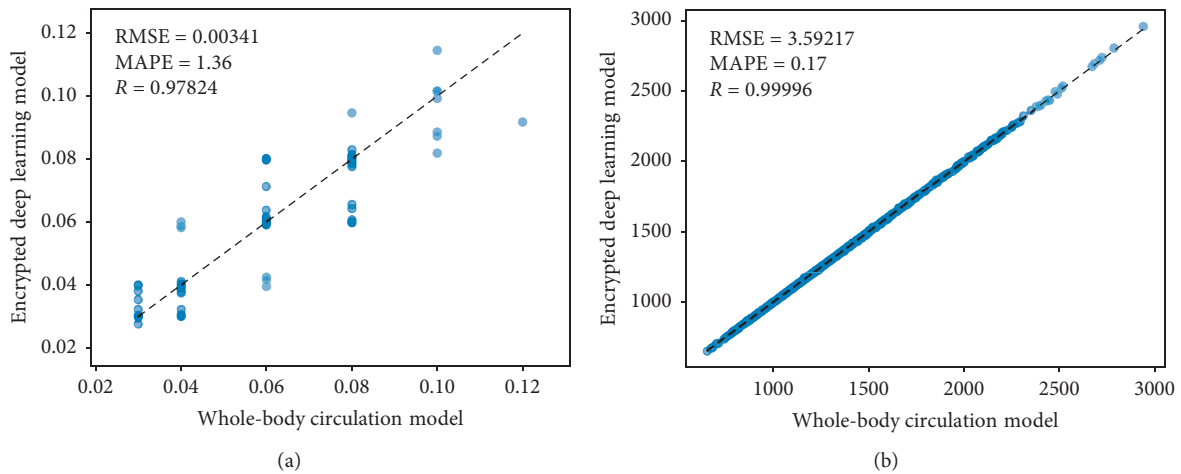 RMSE = 0.00341
MAPE = 1.36
R = 0.97824
Encrypted deep learning model
0.12
0.10
0.08
0.06
0.04
0.02
0.02 0.04 0.06 0.08 0.10 0.12
Whole-body circulation model
(a)
RMSE = 3.59217
MAPE = 0.17
R = 0.99996
Encrypted deep learning model
3000
2500
2000
1500
1000
1000 1500 2000 2500 3000
Whole-body circulation model
(b)